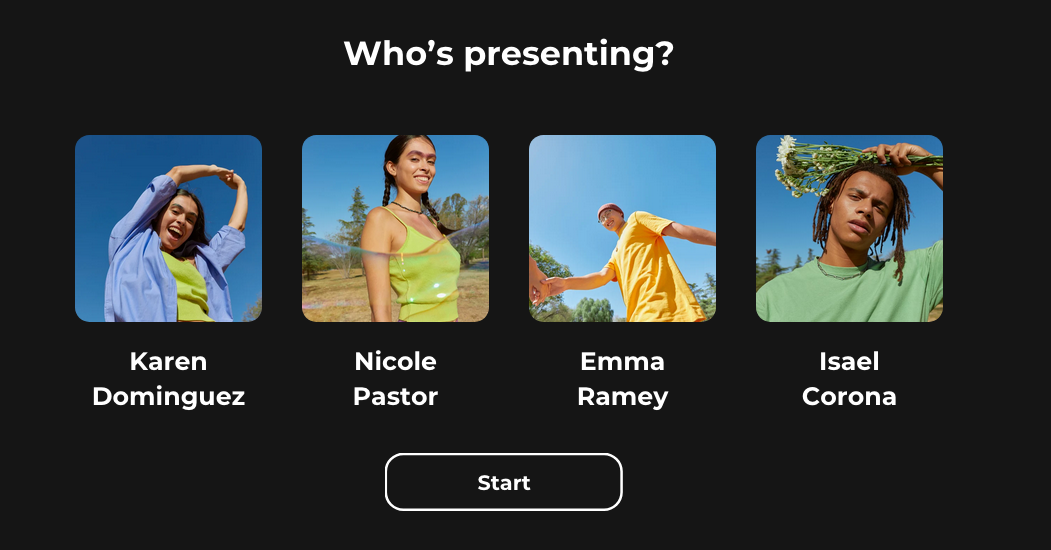 Who’s presenting?
Karen
Dominguez
Nicole
Pastor
Emma
Ramey
Isael
Corona
Start